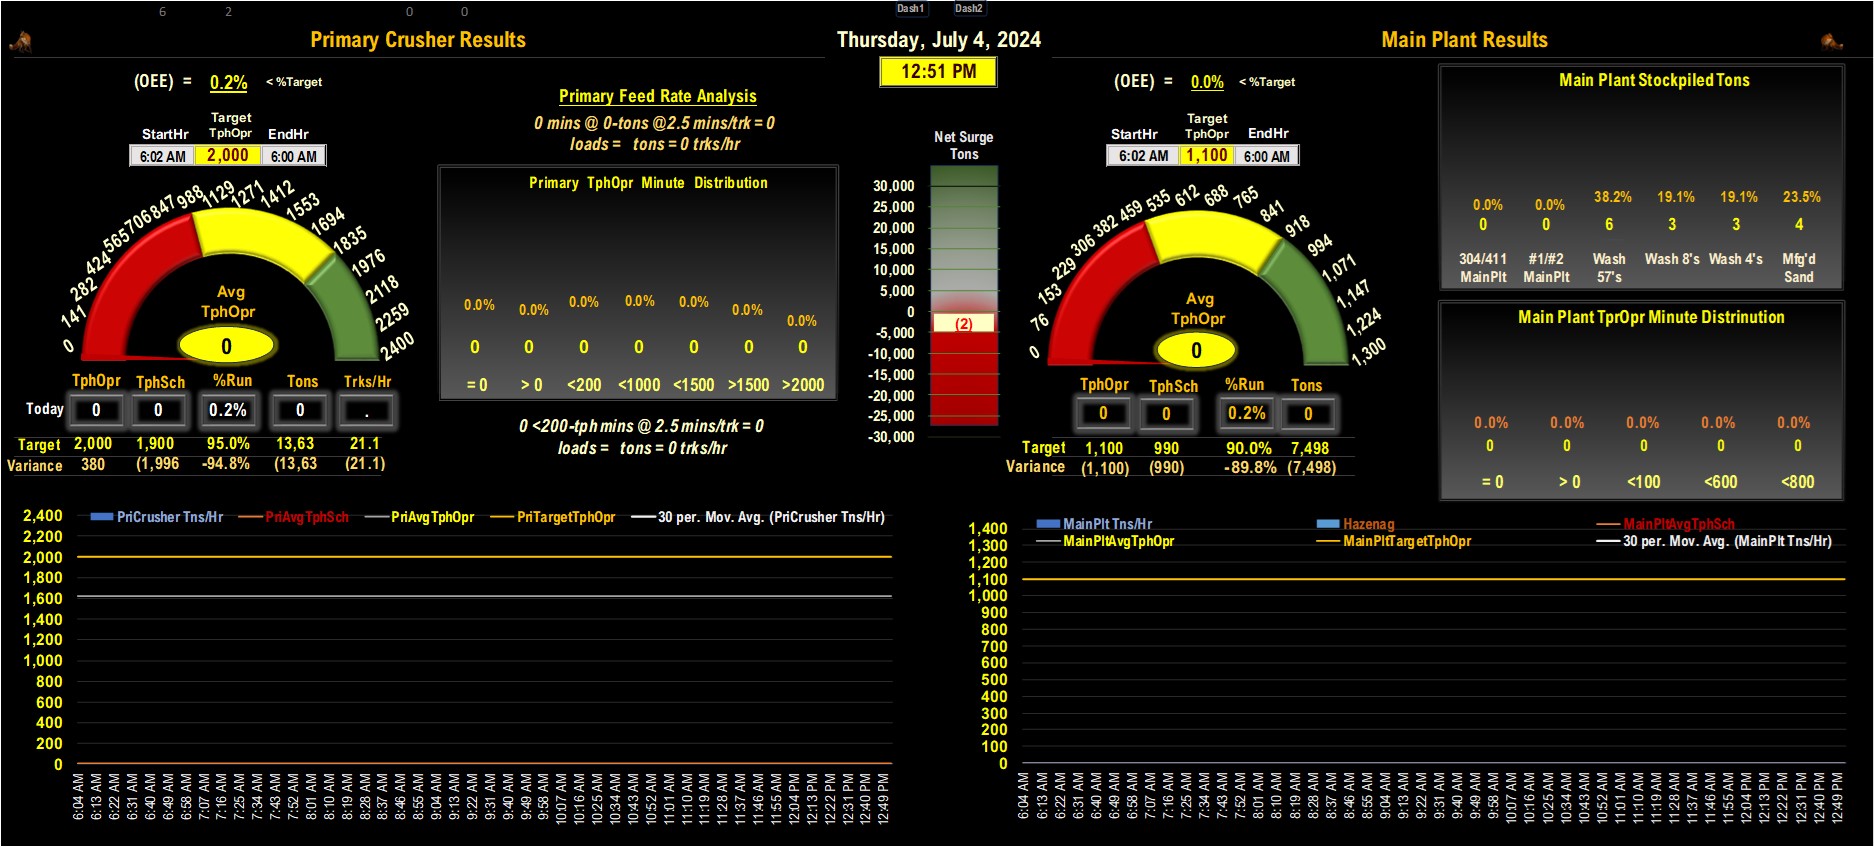 6 2 0 0 Dash1 Dash2
Primary Crusher Results
Thursday, July 4, 2024
Main Plant Results
12:51 PM
(OEE) = 0.2% < %Target
Target
StartHr TphOpr EndHr
6:02 AM 2,000 6:00 AM
0 141 282 424 565 706 847 988 1129 1271 1412 1553 1694 1835 1976 2118 2259 2400
Avg
TphOpr
0
TphOpr TphSch %Run Tons Trks/Hr
Today 0 0 0.2% 0 .
Target 2,000 1,900 95.0% 13,63 21.1
Variance 380 (1,996 -94.8% (13,63 (21.1)
Primary Feed Rate Analysis
0 mins @ 0-tons @2.5 mins/trk = 0
loads = tons = 0 trks/hr
Primary TphOpr Minute Distribution
0.0% 0.0% 0.0% 0.0% 0.0% 0.0% 0.0%
0 0 0 0 0 0 0
= 0 > 0 <200 <1000 <1500 >1500 >2000
0 <200-tph mins @ 2.5 mins/trk = 0
loads = tons = 0 trks/hr
Net Surge
Tons
30,000
25,000
20,000
15,000
10,000
5,000
0
(2)
-5,000
-10,000
-15,000
-20,000
-25,000
-30,000
(OEE) = 0.0% < %Target
Target
StartHr TphOpr EndHr
6:02 AM 1,100 6:00 AM
0 76 153 229 306 382 459 535 612 688 765 841 918 994 1,071 1,147 1,224 1,300
Avg
TphOpr
0
TphOpr TphSch %Run Tons
0 0 0.2% 0
Target 1,100 990 90.0% 7,498
Variance (1,100) (990) -89.8% (7,498)
Main Plant Stockpiled Tons
0.0% 0.0% 38.2% 19.1% 19.1% 23.5%
0 0 6 3 3 4
304/411 #1/#2 Wash Wash 8's Wash 4's Mfg'd
MainPlt MainPlt 57's Sand
Main Plant TprOpr Minute Distrinution
0.0% 0.0% 0.0% 0.0% 0.0%
0 0 0 0 0
= 0 > 0 <100 <600 <800
PriCrusher Tns/Hr PriAvgTphSch PriAvgTphOpr PriTargetTphOpr 30 per. Mov. Avg. (PriCrusher Tns/Hr)
2,400
2,200
2,000
1,800
1,600
1,400
1,200
1,000
800
600
400
200
0
6:04 AM 6:13 AM 6:22 AM 6:31 AM 6:40 AM 6:49 AM 6:58 AM 7:07 AM 7:16 AM 7:25 AM 7:34 AM 7:43 AM 7:52 AM 8:01 AM 8:10 AM 8:19 AM 8:28 AM 8:37 AM 8:46 AM 8:55 AM 9:04 AM 9:13 AM 9:22 AM 9:31 AM 9:40 AM 9:49 AM 9:58 AM 10:07 AM 10:16 AM 10:25 AM 10:34 AM 10:43 AM 10:52 AM 11:01 AM 11:10 AM 11:19 AM 11:28 AM 11:37 AM 11:46 AM 11:55 AM 12:04 PM 12:13 PM 12:22 PM 12:31 PM 12:40 PM 12:49 PM
MainPlt Tns/Hr Hazenag MainPltAvgTphSch
MainPltAvgTphOpr MainPltTargetTphOpr 30 per. Mov. Avg. (MainPlt Tns/Hr)
1,400
1,300
1,200
1,100
1,000
900
800
700
600
500
400
300
200
100
0
6:04 AM 6:13 AM 6:22 AM 6:31 AM 6:40 AM 6:49 AM 6:58 AM 7:07 AM 7:16 AM 7:25 AM 7:34 AM 7:43 AM 7:52 AM 8:01 AM 8:10 AM 8:19 AM 8:28 AM 8:37 AM 8:46 AM 8:55 AM 9:04 AM 9:13 AM 9:22 AM 9:31 AM 9:40 AM 9:49 AM 9:58 AM 10:07 AM 10:16 AM 10:25 AM 10:34 AM 10:43 AM 10:52 AM 11:01 AM 11:10 AM 11:19 AM 11:28 AM 11:37 AM 11:46 AM 11:55 AM 12:04 PM 12:13 PM 12:22 PM 12:31 PM 12:40 PM 12:49 PM